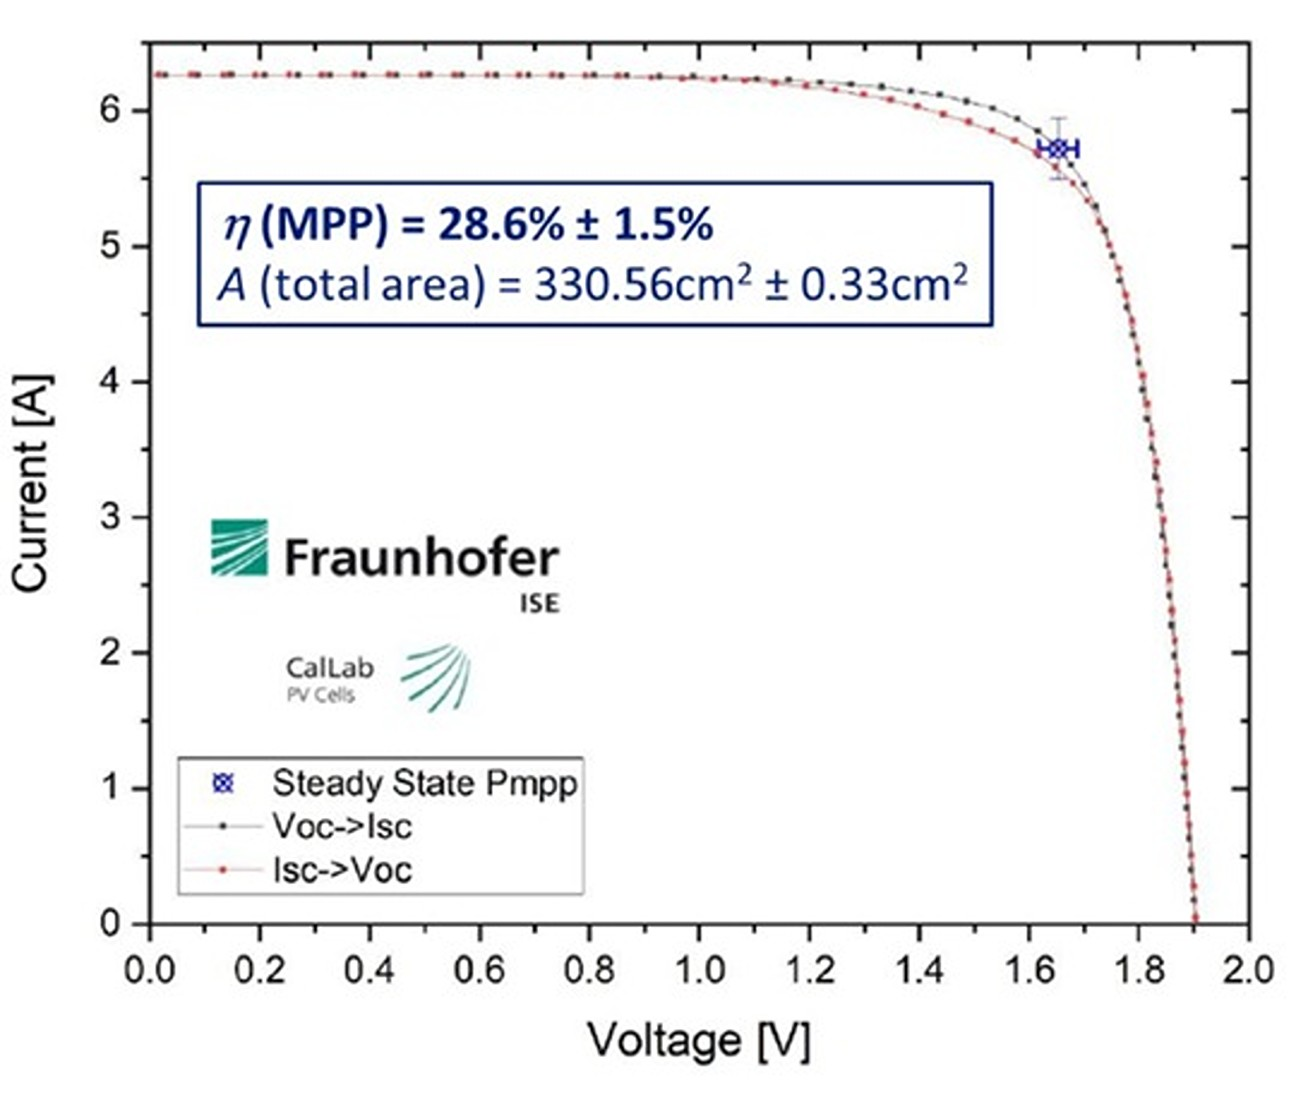 6
5
4
3
2
1
0
Current [A]
η (MPP) = 28.6% ± 1.5%
A (total area) = 330.56cm² ± 0.33cm²
Fraunhofer
ISE
CalLab
PV Cells
Steady State Pmpp
Voc->Isc
Isc->Voc
0.0 0.2 0.4 0.6 0.8 1.0 1.2 1.4 1.6 1.8 2.0
Voltage [V]